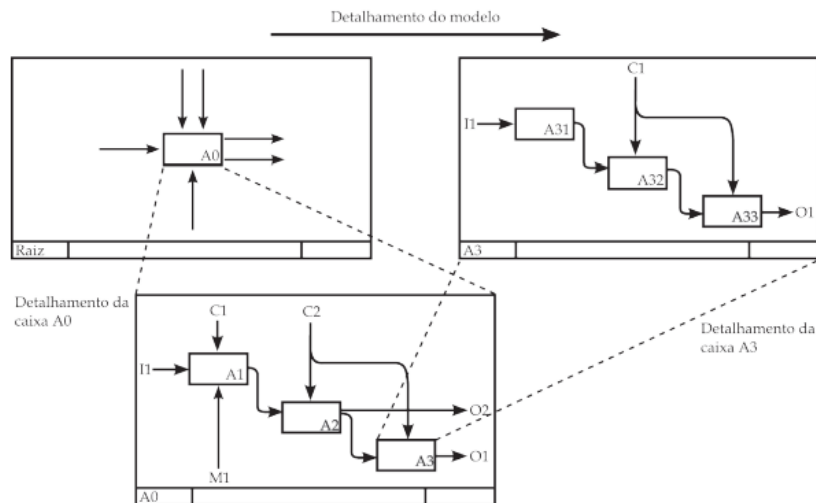 Detalhamento do modelo
A0
Raiz
C1
I1
A31
A32
A33
O1
A3
Detalhamento da
caixa A0
C1
C2
I1
A1
A2
O2
A3
O1
M1
A0
Detalhamento da
caixa A3